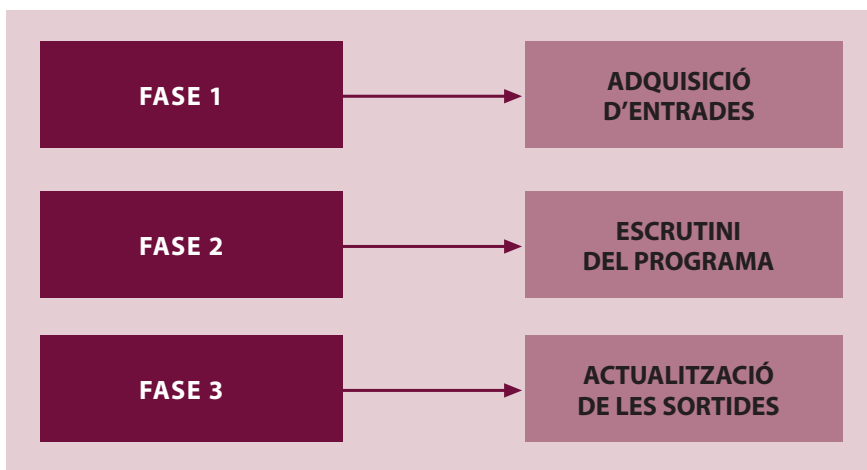 FASE 1
ADQUISICIÓ
D’ENTRADES
FASE 2
ESCRUTINI
DEL PROGRAMA
FASE 3
ACTUALITZACIÓ
DE LES SORTIDES